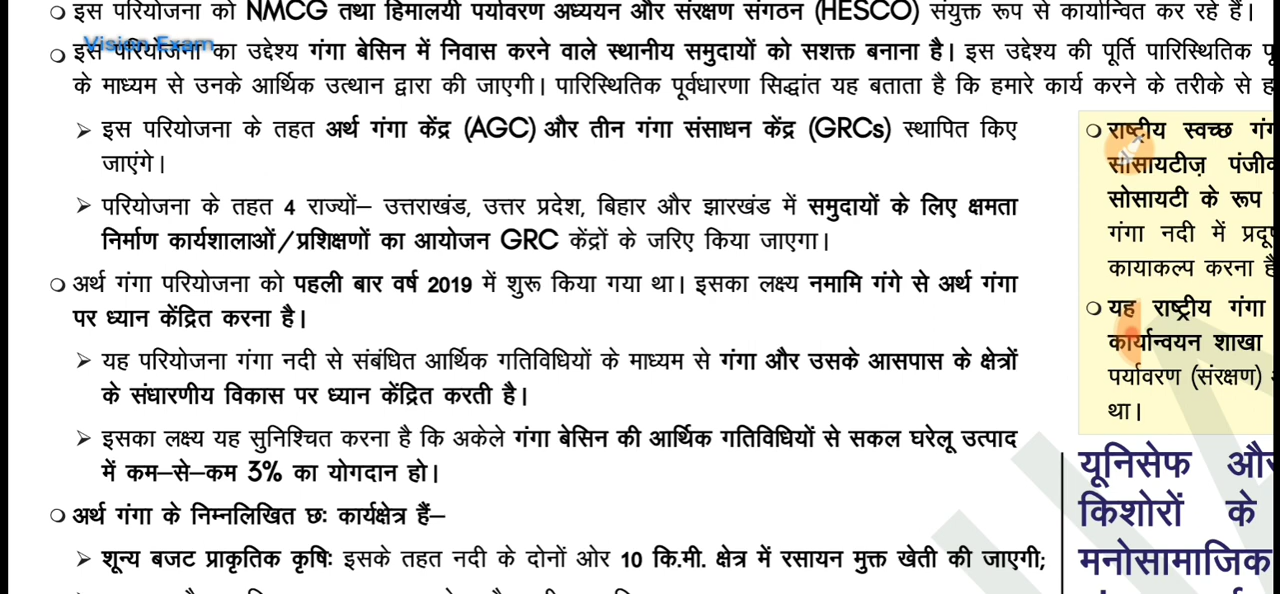 इस परियोजना को NMCG तथा हिमालयी पर्यावरण अध्ययन और संरक्षण संगठन (HESCO) संयुक्त रूप से कार्यान्वित कर रहे हैं।
Vision Exam
इस परियोजना का उद्देश्य गंगा बेसिन में निवास करने वाले स्थानीय समुदायों को सशक्त बनाना है। इस उद्देश्य की पूर्ति पारिस्थितिक
के माध्यम से उनके आर्थिक उत्थान द्वारा की जाएगी। पारिस्थितिक पूर्वधारणा सिद्धांत यह बताता है कि हमारे कार्य करने के तरीके से
➤ इस परियोजना के तहत अर्थ गंगा केंद्र (AGC) और तीन गंगा संसाधन केंद्र (GRCs) स्थापित किए
जाएंगे।
➤ परियोजना के तहत 4 राज्यों– उत्तराखंड, उत्तर प्रदेश, बिहार और झारखंड में समुदायों के लिए क्षमता
निर्माण कार्यशालाओं/प्रशिक्षणों का आयोजन GRC केंद्रों के जरिए किया जाएगा।
अर्थ गंगा परियोजना को पहली बार वर्ष 2019 में शुरू किया गया था। इसका लक्ष्य नमामि गंगे से अर्थ गंगा
पर ध्यान केंद्रित करना है।
➤ यह परियोजना गंगा नदी से संबंधित आर्थिक गतिविधियों के माध्यम से गंगा और उसके आसपास के क्षेत्रों
के संधारणीय विकास पर ध्यान केंद्रित करती है।
➤ इसका लक्ष्य यह सुनिश्चित करना है कि अकेले गंगा बेसिन की आर्थिक गतिविधियों से सकल घरेलू उत्पाद
में कम–से–कम 3% का योगदान हो।
अर्थ गंगा के निम्नलिखित छः कार्यक्षेत्र हैं–
➤ शून्य बजट प्राकृतिक कृषिः इसके तहत नदी के दोनों ओर 10 कि.मी. क्षेत्र में रसायन मुक्त खेती की जाएगी;
राष्ट्रीय स्वच्छ
सोसायटीज़
सोसायटी के रूप
गंगा नदी में
कायाकल्प करना
यह राष्ट्रीय गंगा
कार्यान्वयन शाखा
पर्यावरण (संरक्षण)
था।
यूनिसेफ
किशोरों के
मनोसामाजिक